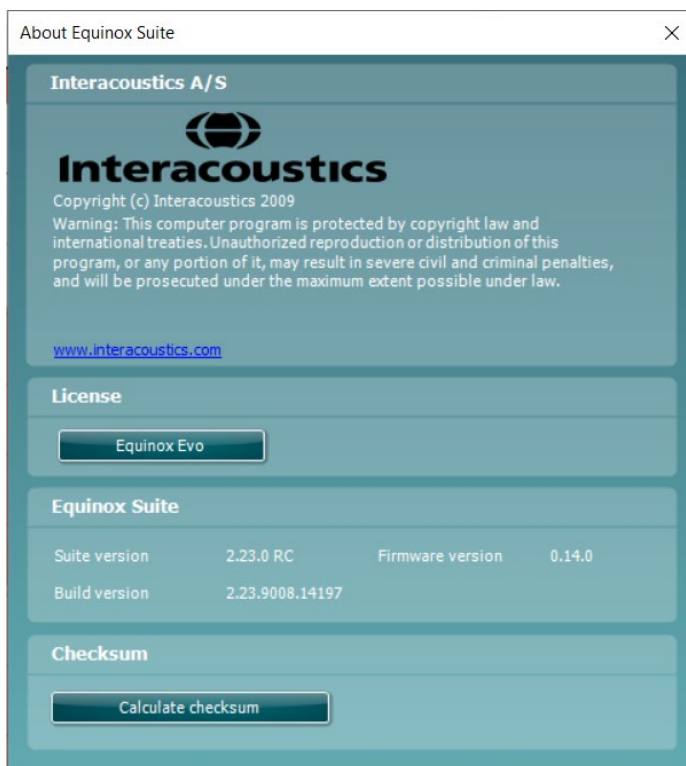 About Equinox Suite
Interacoustics A/S
Interacoustics
Copyright (c) Interacoustics 2009
Warning: This computer program is protected by copyright law and
international treaties. Unauthorized reproduction or distribution of this
program, or any portion of it, may result in severe civil and criminal penalties,
and will be prosecuted under the maximum extent possible under law.
www.interacoustics.com
License
Equinox Evo
Equinox Suite
Suite version 2.23.0 RC Firmware version 0.14.0
Build version 2.23.9008.14197
Checksum
Calculate checksum